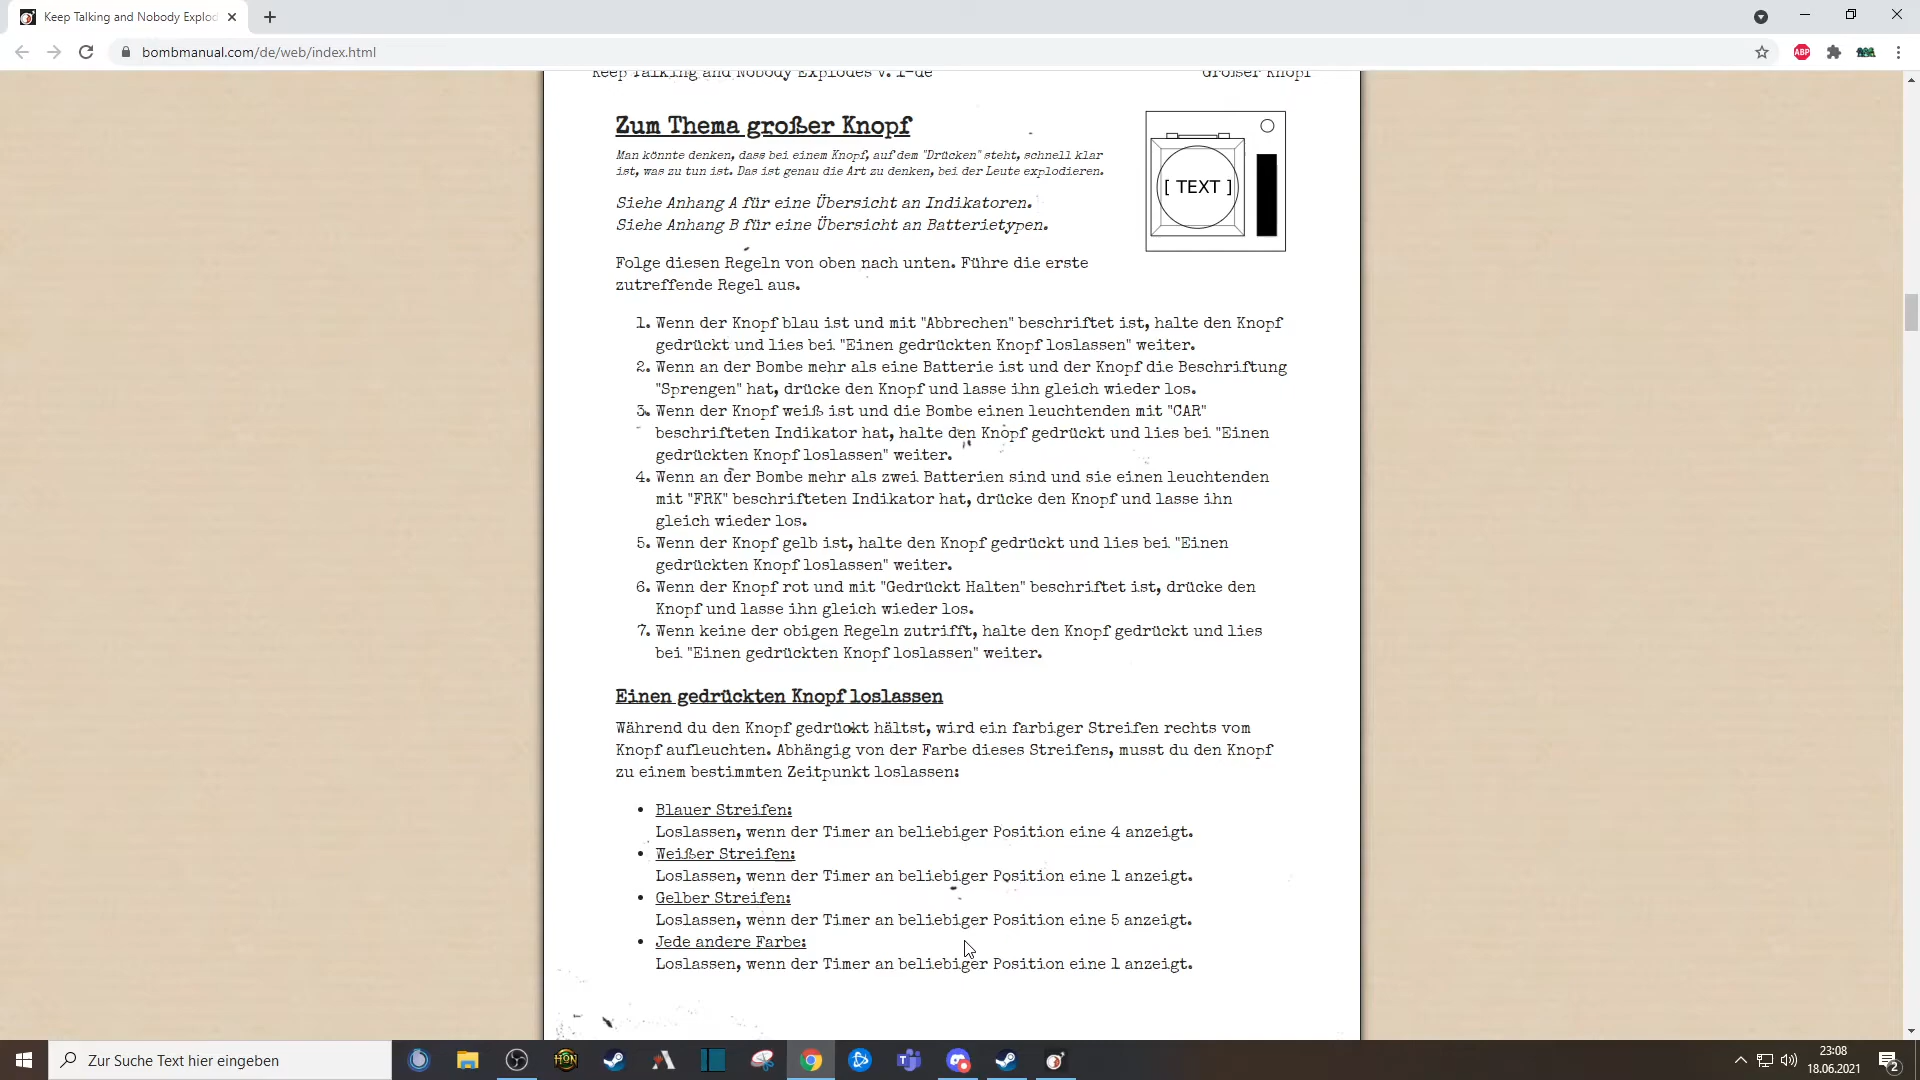 Keep Talking and Nobody Explod
bombmanual.com/de/web/index.html
ABP
Keep Talking and Nobody Explodes v. 1-de
Großer Knopf
Zum Thema großer Knopf
Man könnte denken, dass bei einem Knopf, auf dem "Drücken" steht, schnell klar
ist, was zu tun ist. Das ist genau die Art zu denken, bei der Leute explodieren.
[ TEXT ]
Siehe Anhang A für eine Übersicht an Indikatoren.
Siehe Anhang B für eine Übersicht an Batterietypen.
Folge diesen Regeln von oben nach unten. Führe die erste
zutreffende Regel aus.
1. Wenn der Knopf blau ist und mit "Abbrechen" beschriftet ist, halte den Knopf
gedrückt und lies bei "Einen gedrückten Knopf loslassen" weiter.
2. Wenn an der Bombe mehr als eine Batterie ist und der Knopf die Beschriftung
"Sprengen" hat, drücke den Knopf und lasse ihn gleich wieder los.
3. Wenn der Knopf weiß ist und die Bombe einen leuchtenden mit "CAR"
beschrifteten Indikator hat, halte den Knopf gedrückt und lies bei "Einen
gedrückten Knopf loslassen" weiter.
4. Wenn an der Bombe mehr als zwei Batterien sind und sie einen leuchtenden
mit "FRK" beschrifteten Indikator hat, drücke den Knopf und lasse ihn
gleich wieder los.
5. Wenn der Knopf gelb ist, halte den Knopf gedrückt und lies bei "Einen
gedrückten Knopf loslassen" weiter.
6. Wenn der Knopf rot und mit "Gedrückt Halten" beschriftet ist, drücke den
Knopf und lasse ihn gleich wieder los.
7. Wenn keine der obigen Regeln zutrifft, halte den Knopf gedrückt und lies
bei "Einen gedrückten Knopf loslassen" weiter.
Einen gedrückten Knopf loslassen
Während du den Knopf gedrückt hältst, wird ein farbiger Streifen rechts vom
Knopf aufleuchten. Abhängig von der Farbe dieses Streifens, musst du den Knopf
zu einem bestimmten Zeitpunkt loslassen:
• Blauer Streifen:
Loslassen, wenn der Timer an beliebiger Position eine 4 anzeigt.
• Weißer Streifen:
Loslassen, wenn der Timer an beliebiger Position eine 1 anzeigt.
• Gelber Streifen:
Loslassen, wenn der Timer an beliebiger Position eine 5 anzeigt.
• Jede andere Farbe:
Loslassen, wenn der Timer an beliebiger Position eine 1 anzeigt.
Zur Suche Text hier eingeben
HON
23:08
18.06.2021
2